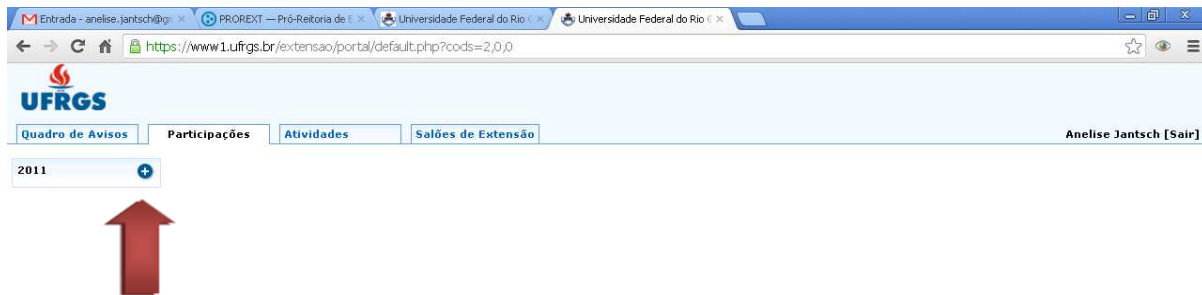 Entrada - anelise.jantsch@g
PROREXT — Pró-Reitoria de E
Universidade Federal do Rio G
Universidade Federal do Rio G
https://www1.ufrgs.br/extensao/portal/default.php?cods=2,0,0
UFRGS
Quadro de Avisos
Participações
Atividades
Salões de Extensão
Anelise Jantsch [Sair]
2011